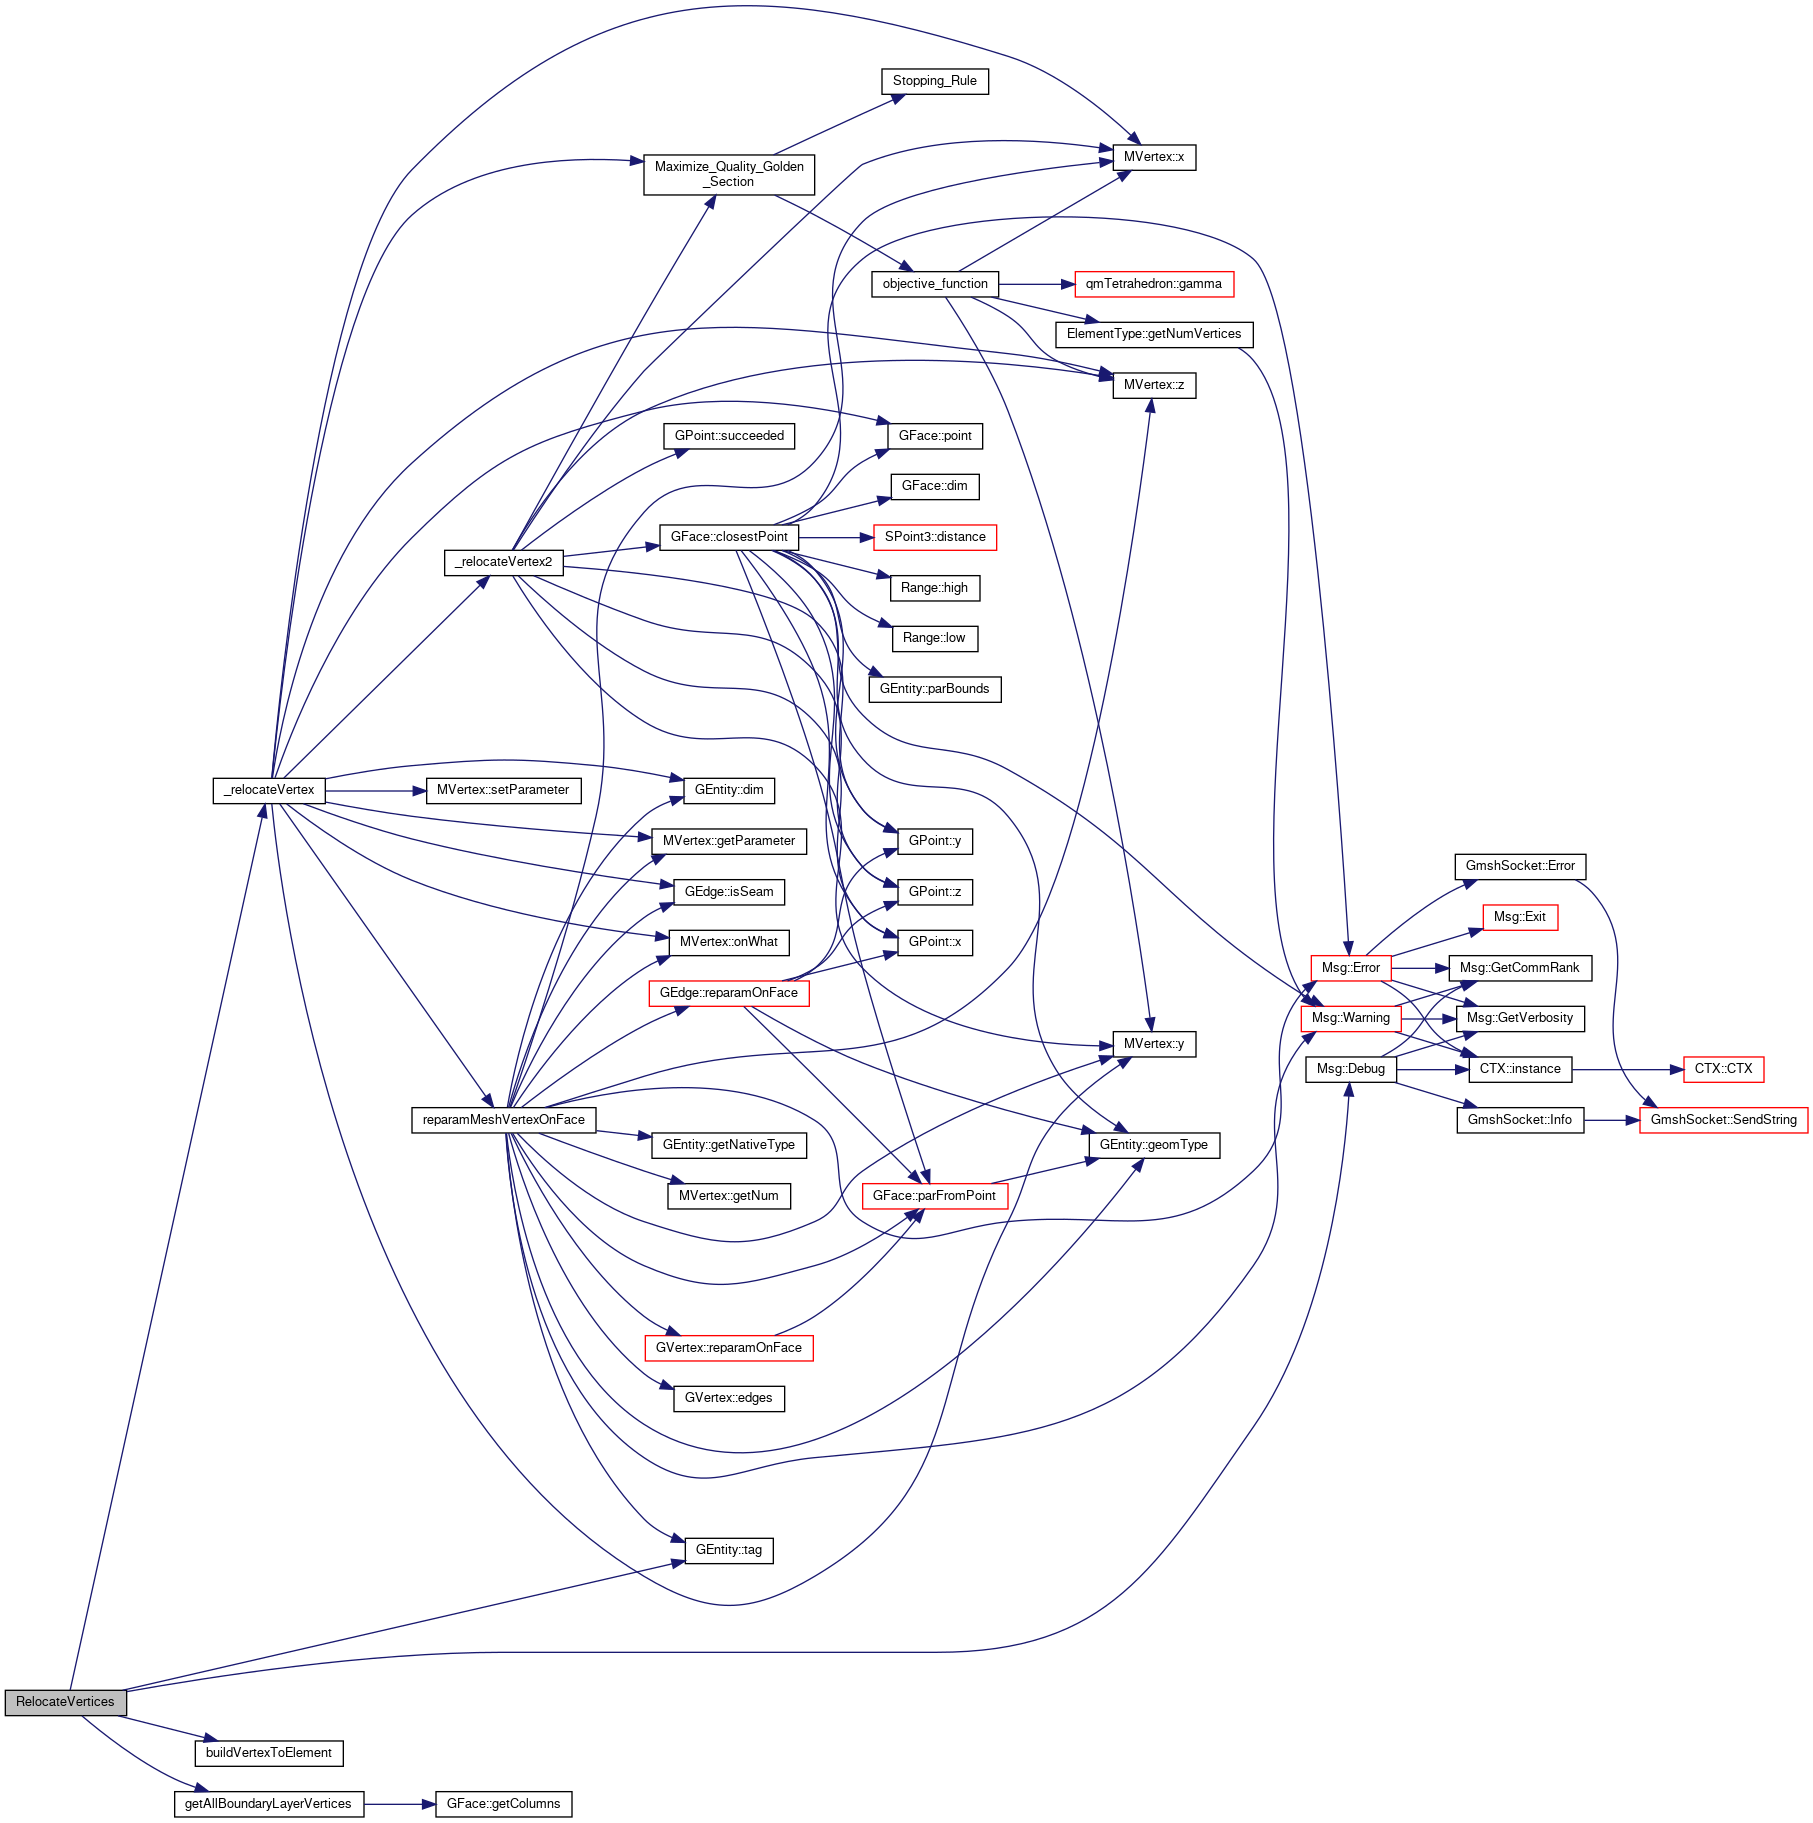 Stopping_Rule
MVertex::x
Maximize_Quality_Golden
_Section
objective_function
qmTetrahedron::gamma
ElementType::getNumVertices
MVertex::z
GPoint::succeeded
GFace::point
GFace::dim
GFace::closestPoint
SPoint3::distance
_relocateVertex2
Range::high
Range::low
GEntity::parBounds
_relocateVertex
MVertex::setParameter
GEntity::dim
MVertex::getParameter
GPoint::y
GmshSocket::Error
GEdge::isSeam
GPoint::z
Msg::Exit
MVertex::onWhat
GPoint::x
Msg::Error
Msg::GetCommRank
GEdge::reparamOnFace
Msg::Warning
Msg::GetVerbosity
MVertex::y
Msg::Debug
CTX::instance
CTX::CTX
reparamMeshVertexOnFace
GmshSocket::Info
GmshSocket::SendString
GEntity::getNativeType
GEntity::geomType
MVertex::getNum
GFace::parFromPoint
GVertex::reparamOnFace
GVertex::edges
GEntity::tag
RelocateVertices
buildVertexToElement
getAllBoundaryLayerVertices
GFace::getColumns